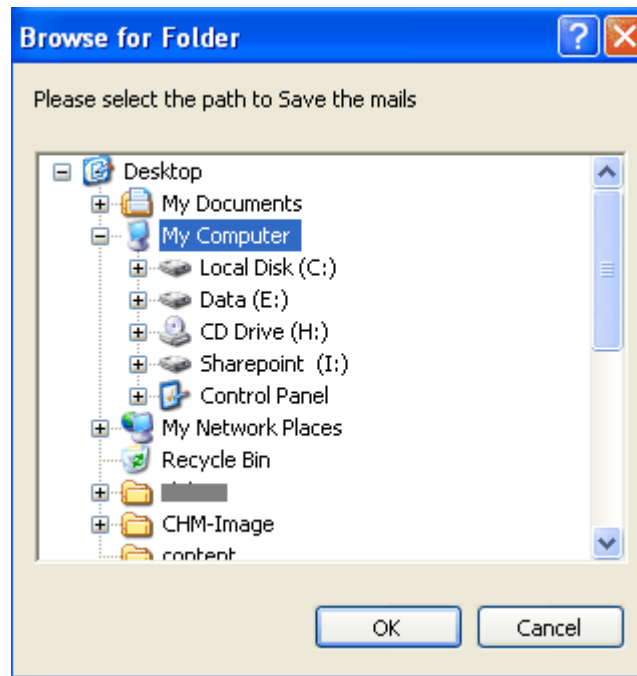 Browse for Folder
Please select the path to Save the mails
Desktop
My Documents
My Computer
Local Disk (C:)
Data (E:)
CD Drive (H:)
Sharepoint (I:)
Control Panel
My Network Places
Recycle Bin
CHM-Image
content
OK Cancel